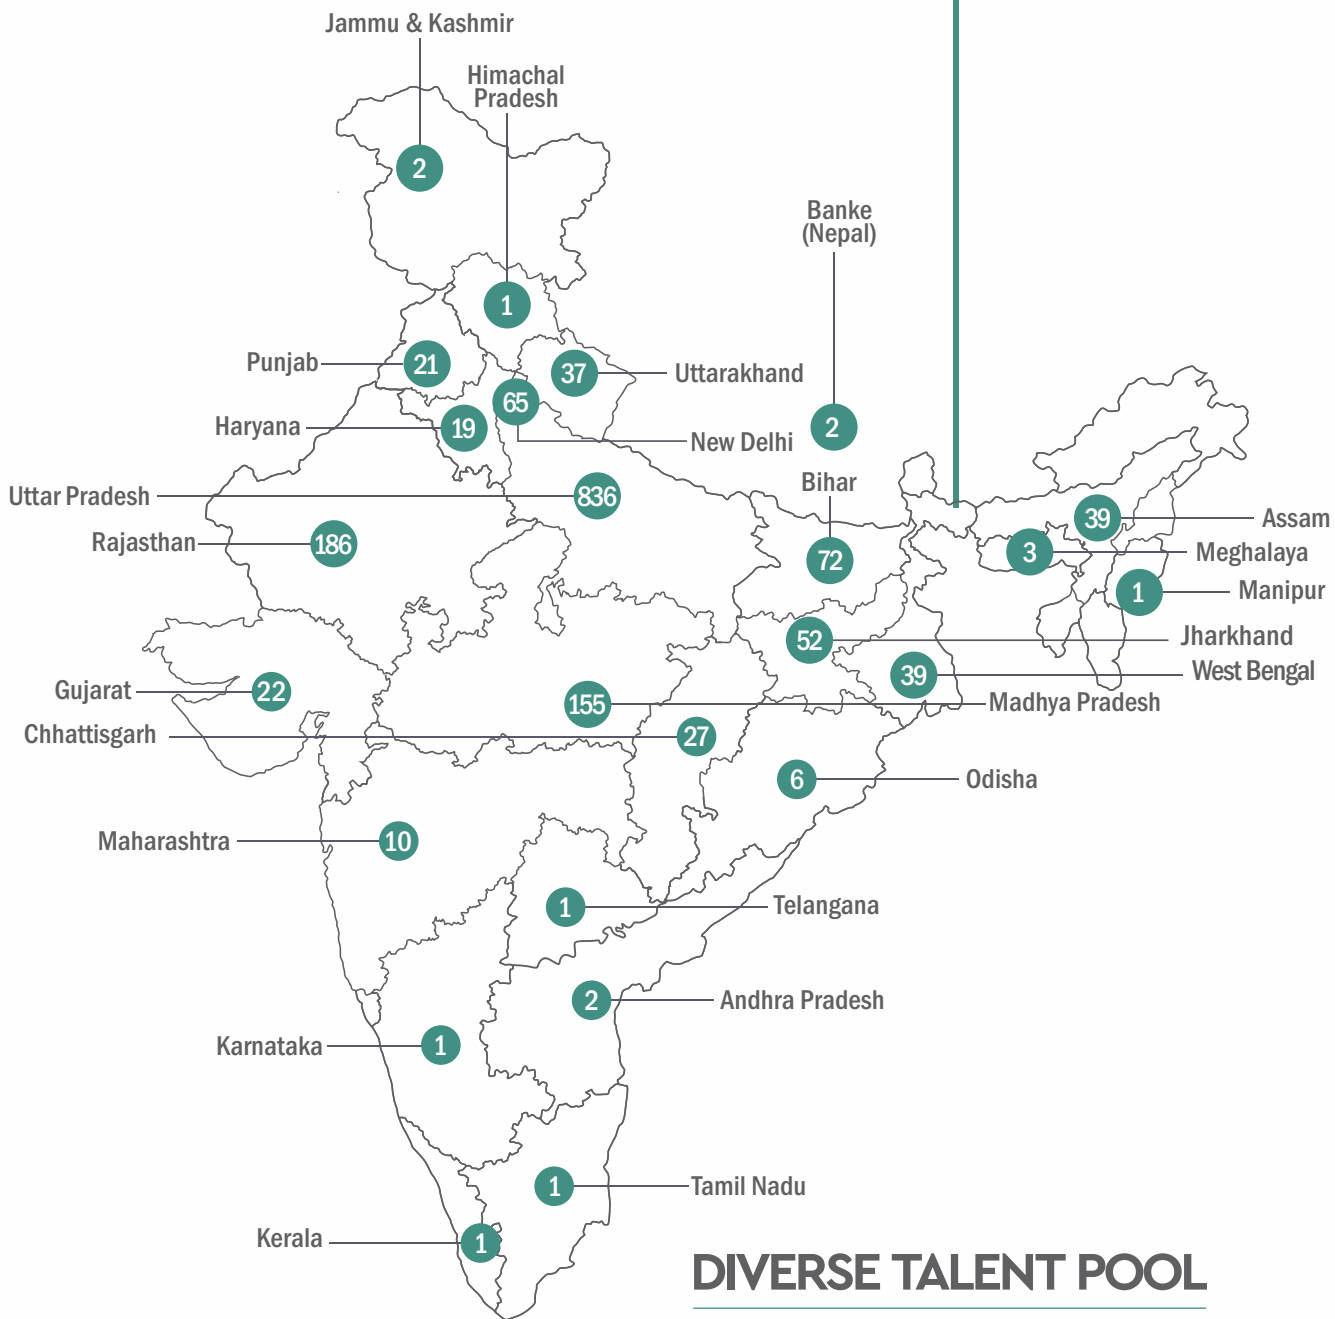 Jammu & Kashmir
Himachal
Pradesh
2
Banke
(Nepal)
1
Punjab
21
37
Uttarakhand
65
Haryana
19
2
New Delhi
Bihar
Uttar Pradesh
836
39
Assam
Rajasthan
186
72
3
Meghalaya
1
Manipur
52
Jharkhand
39
West Bengal
Gujarat
22
155
Madhya Pradesh
Chhattisgarh
27
6
Odisha
Maharashtra
10
1
Telangana
2
Andhra Pradesh
Karnataka
1
1
Tamil Nadu
Kerala
1
DIVERSE TALENT POOL